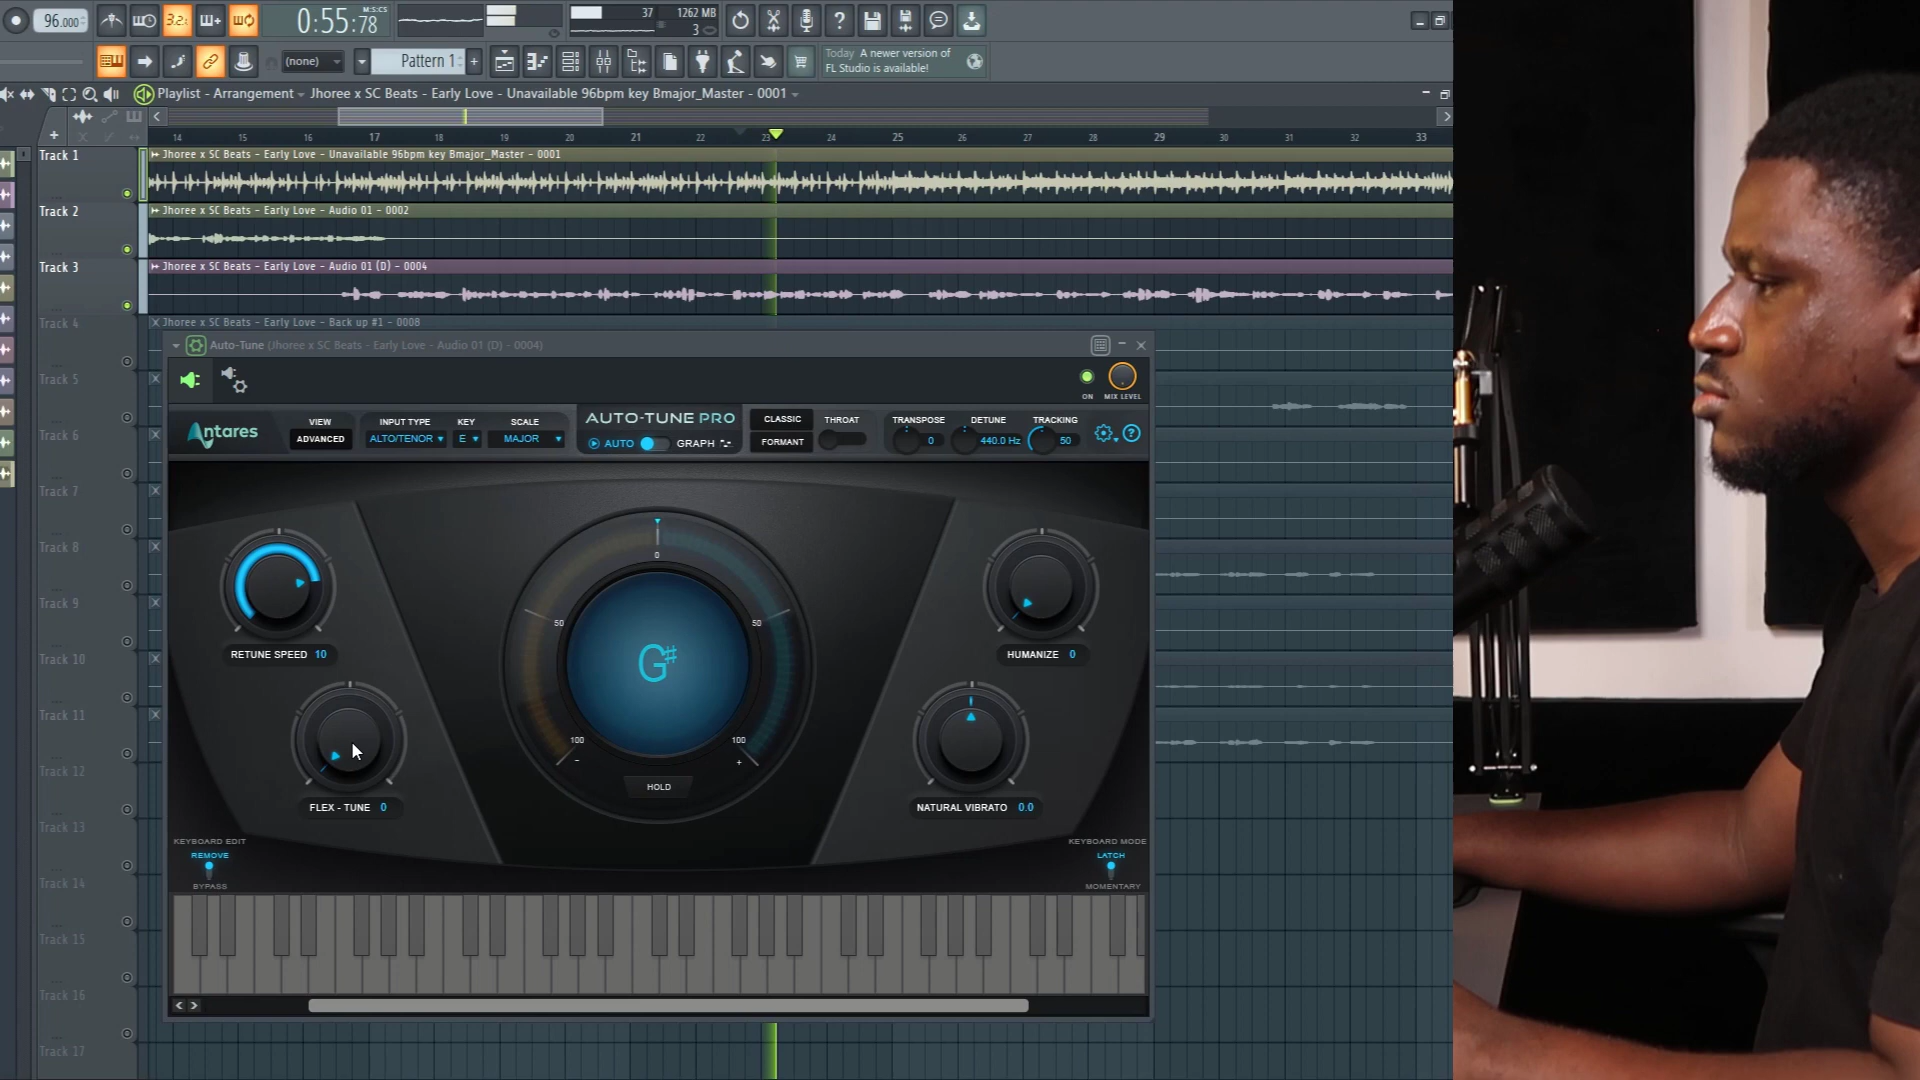 96.000
3.2
0:55:78
M:S:CS
37
1262 MB
3
(none)
Pattern 1
+
Today A newer version of
FL Studio is available!
Playlist - Arrangement
Jhoree x SC Beats - Early Love - Unavailable 96bpm key Bmajor_Master - 0001
14 15 16 17 18 19 20 21 22 23 24 25 26 27 28 29 30 31 32 33
Track 1
Jhoree x SC Beats - Early Love - Unavailable 96bpm key Bmajor_Master - 0001
Track 2
Jhoree x SC Beats - Early Love - Audio 01 - 0002
Track 3
Jhoree x SC Beats - Early Love - Audio 01 (D) - 0004
Track 4
Jhoree x SC Beats - Early Love - Back up #1 - 0008
Track 5
Track 6
Track 7
Track 8
Track 9
Track 10
Track 11
Track 12
Track 13
Track 14
Track 15
Track 16
Track 17
Auto-Tune (Jhoree x SC Beats - Early Love - Audio 01 (D) - 0004)
ON
MIX LEVEL
Antares
VIEW
ADVANCED
INPUT TYPE
ALTO/TENOR
KEY
E
SCALE
MAJOR
AUTO-TUNE PRO
AUTO
GRAPH
CLASSIC
FORMANT
THROAT
TRANSPOSE
0
DETUNE
440.0 Hz
TRACKING
50
?
RETUNE SPEED 10
FLEX - TUNE 0
0
50
50
100
100
-
+
G#
HOLD
HUMANIZE 0
NATURAL VIBRATO 0.0
KEYBOARD EDIT
REMOVE
BYPASS
KEYBOARD MODE
LATCH
MOMENTARY